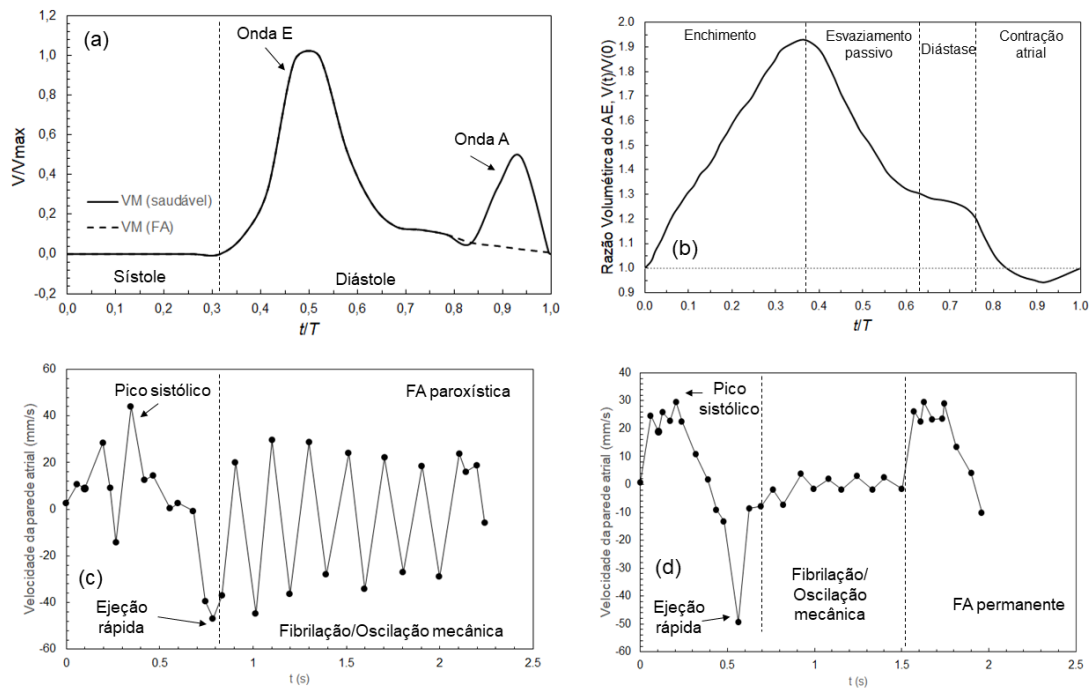 (a)
V/Vmax
1,2
1,0
0,8
0,6
0,4
0,2
0,0
-0,2
Onda E
Onda A
VM (saudável)
VM (FA)
Sístole
Diástole
0,0 0,1 0,2 0,3 0,4 0,5 0,6 0,7 0,8 0,9 1,0
t/T
(b)
Razão Volumétirca do AE, V(t)/V(0)
2.0
1.9
1.8
1.7
1.6
1.5
1.4
1.3
1.2
1.1
1.0
0.9
Enchimento
Esvaziamento
passivo
Diástase
Contração
atrial
0.0 0.1 0.2 0.3 0.4 0.5 0.6 0.7 0.8 0.9 1.0
t/T
(c)
Velocidade da parede atrial (mm/s)
60
40
20
0
-20
-40
-60
Pico sistólico
FA paroxística
Ejeção
rápida
Fibrilação/Oscilação mecânica
0 0.5 1 1.5 2 2.5
t (s)
(d)
Velocidade da parede atrial (mm/s)
40
30
20
10
0
-10
-20
-30
-40
-50
-60
Pico
sistólico
Ejeção
rápida
Fibrilação/
Oscilação
mecânica
FA permanente
0 0.5 1 1.5 2 2.5
t (s)